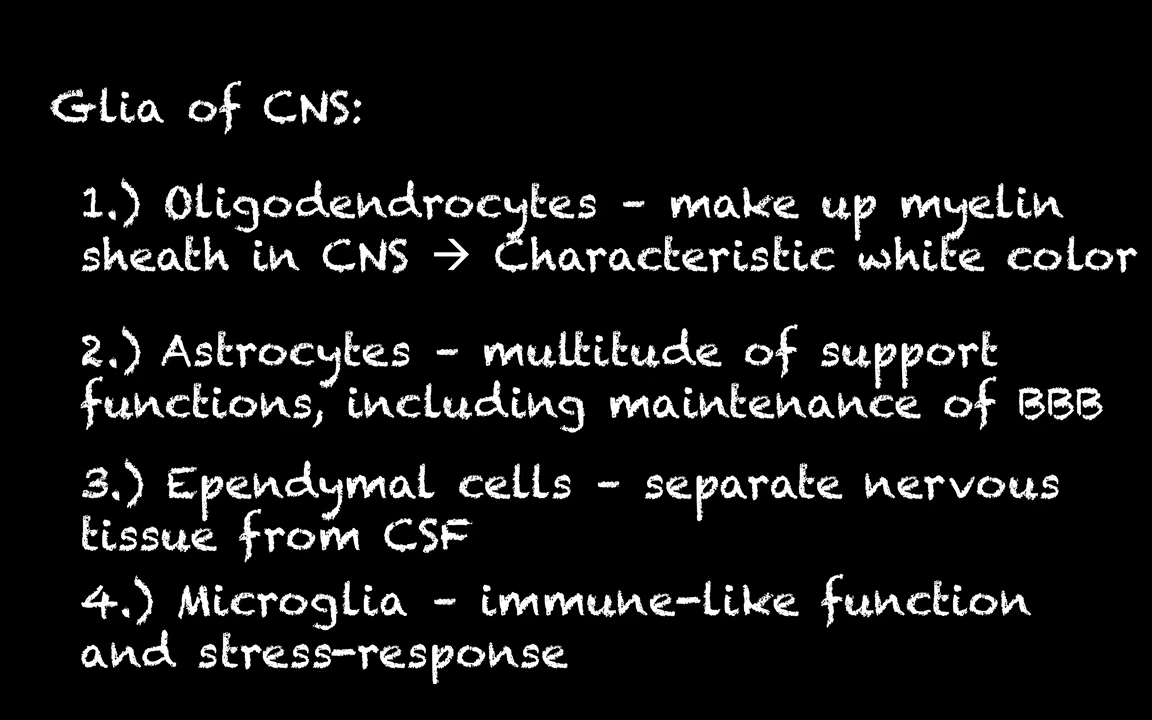 Glia of CNS:
1.) Oligodendrocytes - make up myelin
sheath in CNS → Characteristic white color
2.) Astrocytes - multitude of support
functions, including maintenance of BBB
3.) Ependymal cells - separate nervous
tissue from CSF
4.) Microglia - immune-like function
and stress-response